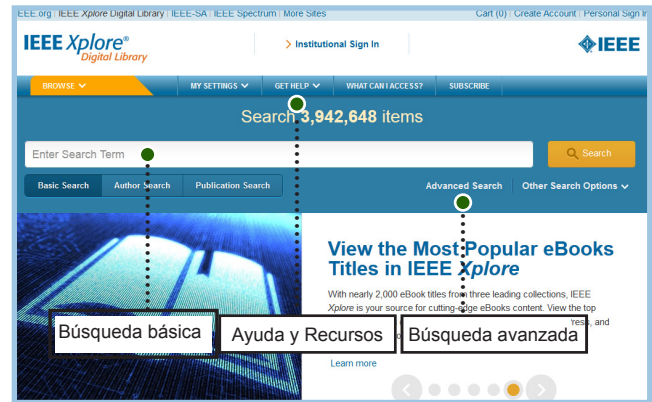 EEE.org | IEEE Xplore Digital Library | IEEE-SA | IEEE Spectrum | More Sites
Cart (0) | Create Account | Personal Sign In
IEEE Xplore®
Digital Library
> Institutional Sign In
IEEE
BROWSE
MY SETTINGS
GET HELP
WHAT CAN I ACCESS?
SUBSCRIBE
Search 3,942,648 items
Enter Search Term
Search
Basic Search
Author Search
Publication Search
Advanced Search
Other Search Options
View the Most Popular eBooks
Titles in IEEE Xplore
With nearly 2,000 eBook titles from three leading collections, IEEE
Xplore is your source for cutting-edge eBooks content. View the top
and
Búsqueda básica
Ayuda y Recursos
Búsqueda avanzada
Learn more